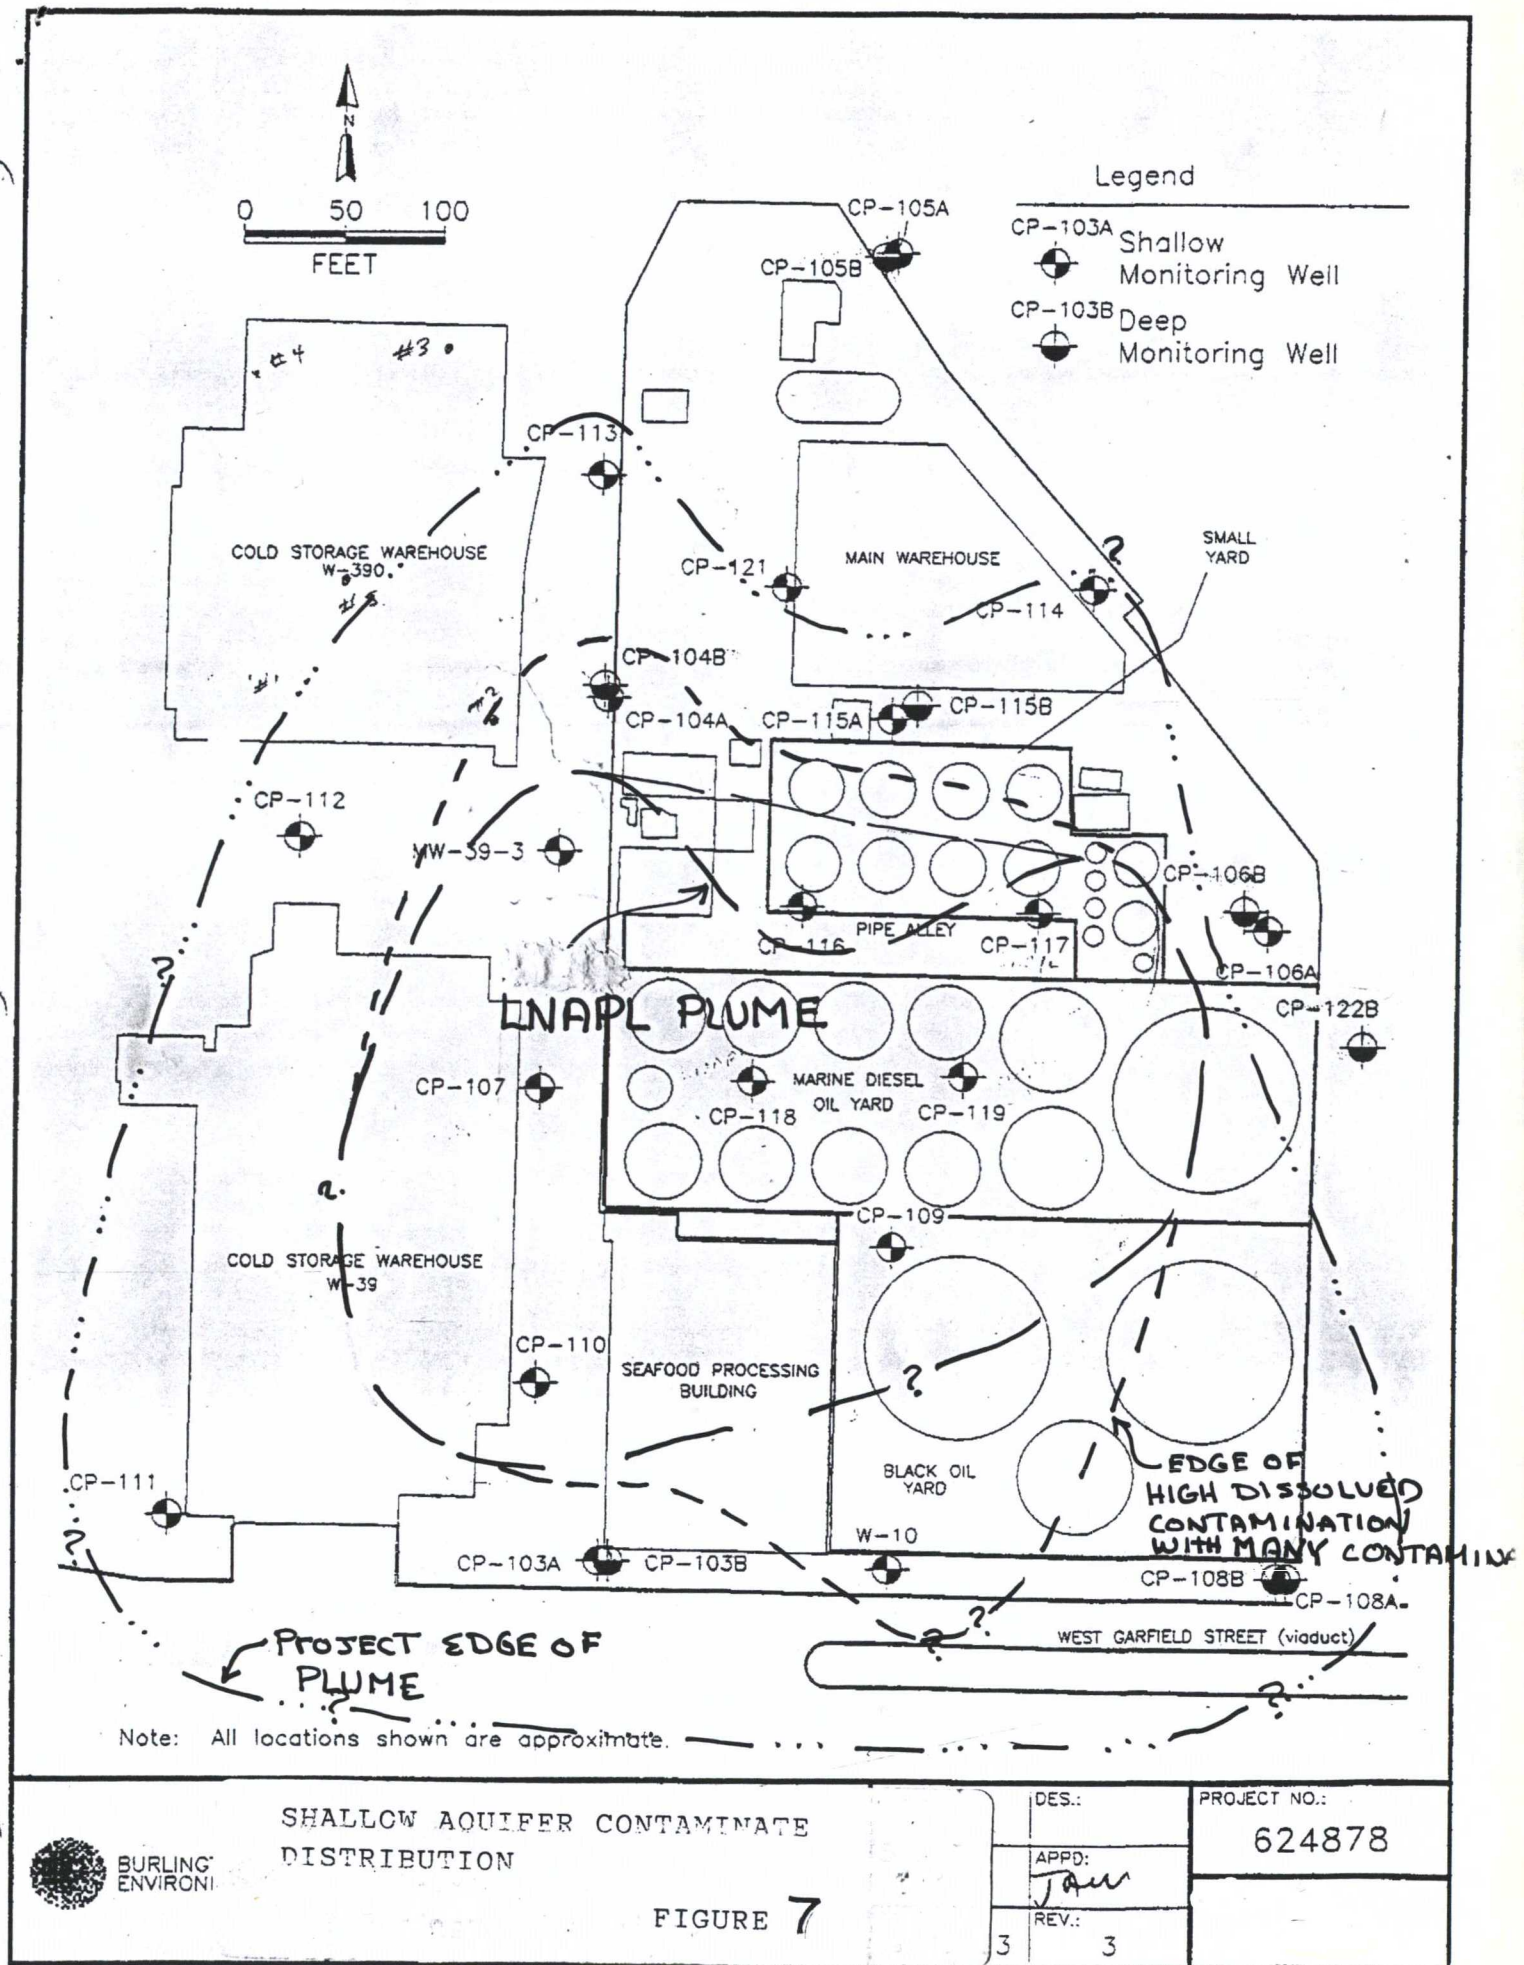 N
0 50 100
FEET
Legend
CP-103A
Shallow
Monitoring Well
CP-103B
Deep
Monitoring Well
CP-105A
CP-105B
#4
#3
CP-113
COLD STORAGE WAREHOUSE
W-390
CP-121
MAIN WAREHOUSE
?
CP-114
SMALL
YARD
#1
#2
CP-104B
CP-104A
CP-115A
CP-115B
CP-112
MW-39-3
CP-106B
CP-116
PIPE ALLEY
CP-117
CP-106A
?
LNAPL PLUME
CP-122B
CP-107
MARINE DIESEL
OIL YARD
CP-118
CP-119
?
CP-109
COLD STORAGE WAREHOUSE
W-39
CP-110
SEAFOOD PROCESSING
BUILDING
?
BLACK OIL
YARD
EDGE OF
HIGH DISSOLVED
CONTAMINATION
WITH MANY CONTAMINA
CP-111
?
CP-103A
CP-103B
W-10
CP-108B
CP-108A
?
?
WEST GARFIELD STREET (viaduct)
PROJECT EDGE OF
PLUME
?
?
Note: All locations shown are approximate.
BURLING
ENVIRON
SHALLOW AQUIFER CONTAMINATE
DISTRIBUTION
FIGURE 7
DES.:
APPD:
JAW
REV.:
3
3
PROJECT NO.:
624878